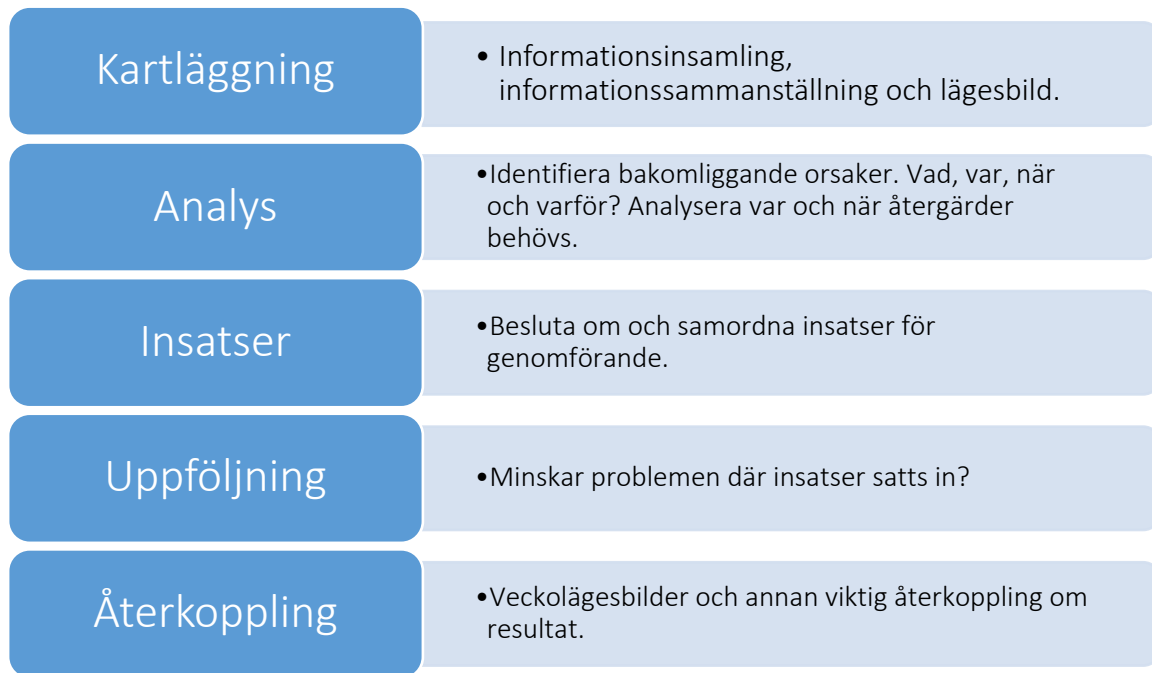 Kartläggning
• Informationsinsamling,
informationssammanställning och lägesbild.
Analys
•Identifiera bakomliggande orsaker. Vad, var, när
och varför? Analysera var och när återgärder
behövs.
Insatser
•Besluta om och samordna insatser för
genomförande.
Uppföljning
•Minskar problemen där insatser satts in?
Återkoppling
•Veckolägesbilder och annan viktig återkoppling om
resultat.